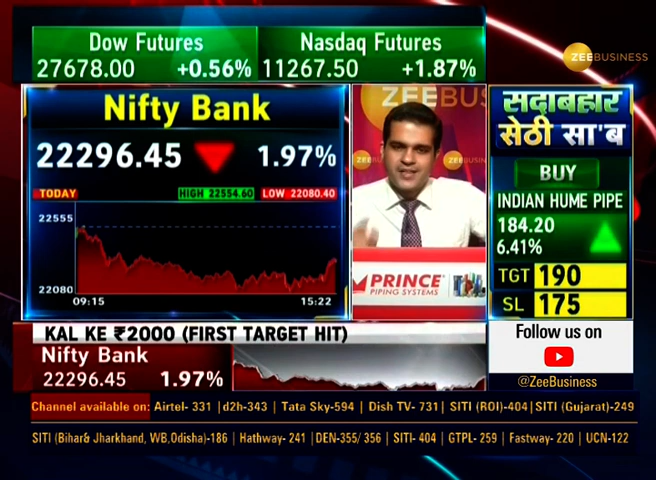 Dow Futures
27678.00 +0.56%
Nasdaq Futures
11267.50 +1.87%
ZEEBUSINESS
Nifty Bank
22296.45 1.97%
TODAY HIGH 22554.60 LOW 22080.40
22555
22080
09:15 15:22
ZEEBUS
ZEEBUSINESS
PRINCE
PIPING SYSTEMS
सदाबहार
सेठी सा'ब
BUY
INDIAN HUME PIPE
184.20
6.41%
TGT 190
SL 175
KAL KE ₹2000 (FIRST TARGET HIT)
Nifty Bank
22296.45 1.97%
Follow us on
@ZeeBusiness
Channel available on: Airtel- 331 |d2h-343 | Tata Sky-594 | Dish TV- 731| SITI (ROI)-404| SITI (Gujarat)-249
SITI (Bihar& Jharkhand, WB,Odisha)-186 | Hathway- 241 |DEN-355/ 356 | SITI- 404 | GTPL- 259 | Fastway- 220 | UCN-122